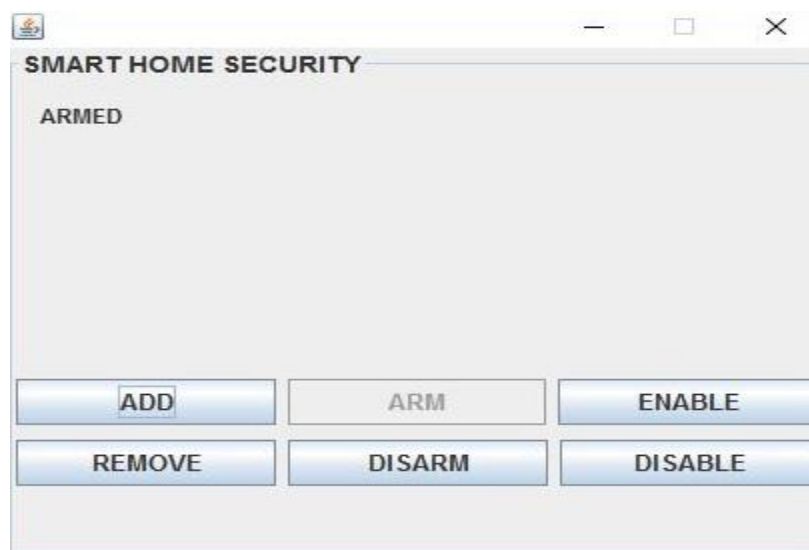 SMART HOME SECURITY
ARMED
ADD ARM ENABLE
REMOVE DISARM DISABLE